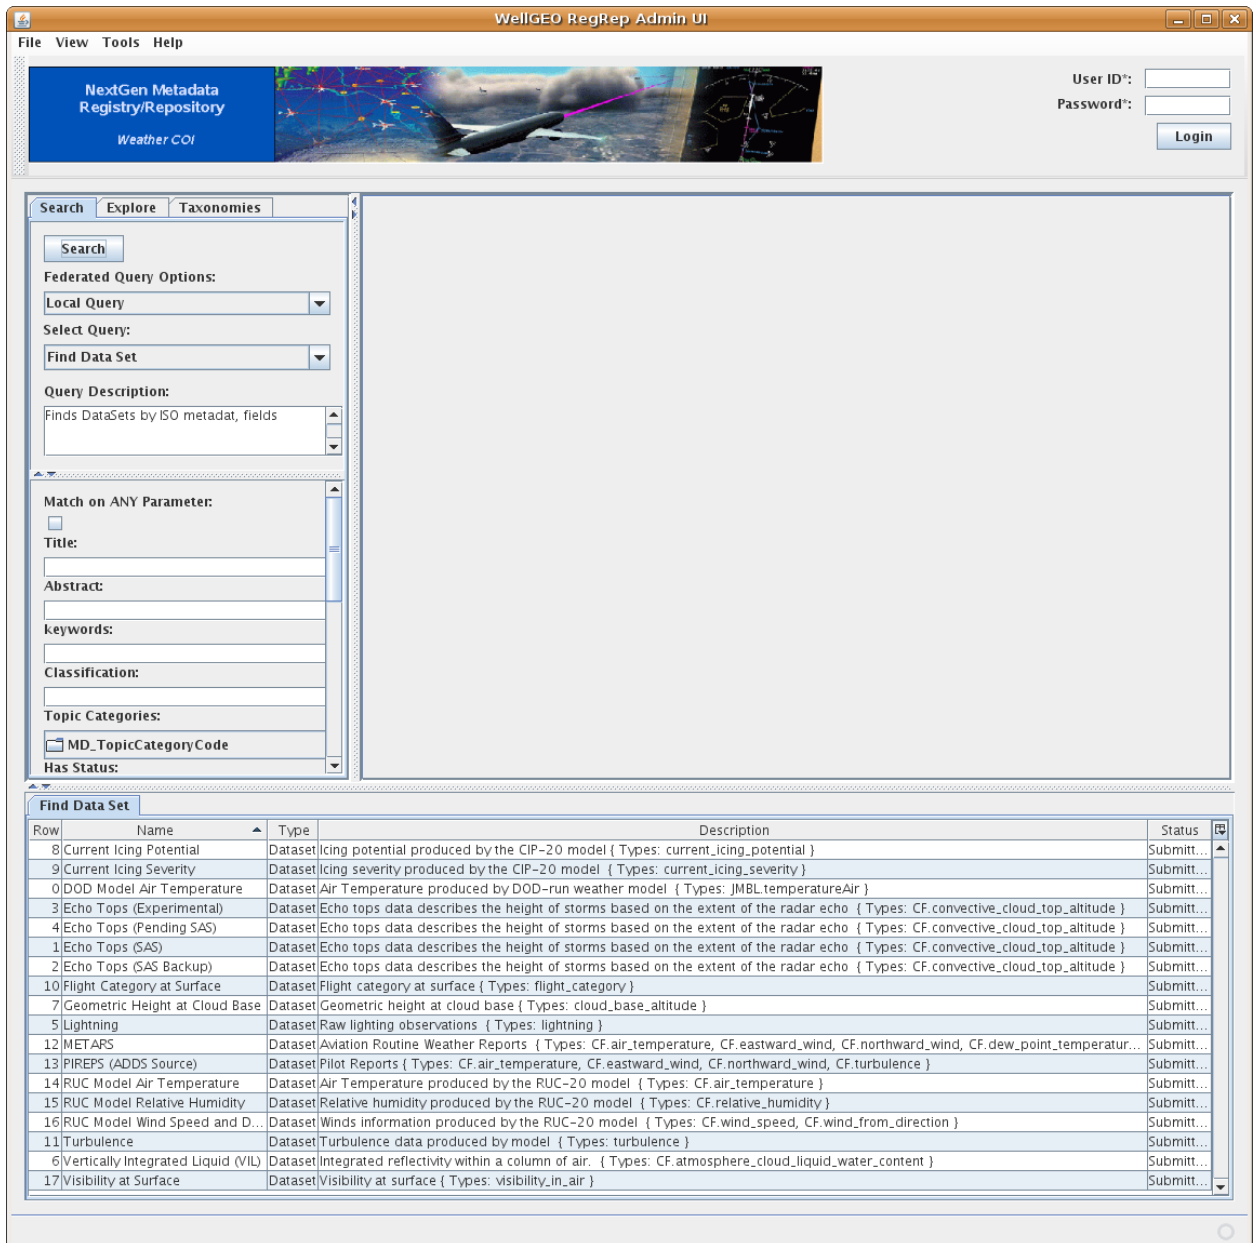 WellGEO RegRep Admin UI
File View Tools Help
NextGen Metadata
Registry/Repository
Weather COI
User ID*:
Password*:
Login
Search Explore Taxonomies
Search
Federated Query Options:
Local Query
Select Query:
Find Data Set
Query Description:
Finds DataSets by ISO metadat, fields
Match on ANY Parameter:
Title:
Abstract:
keywords:
Classification:
Topic Categories:
MD_TopicCategoryCode
Has Status:
Find Data Set
Row Name Type Description Status
8 Current Icing Potential Dataset Icing potential produced by the CIP-20 model { Types: current_icing_potential } Submitt...
9 Current Icing Severity Dataset Icing severity produced by the CIP-20 model { Types: current_icing_severity } Submitt...
0 DOD Model Air Temperature Dataset Air Temperature produced by DOD-run weather model { Types: JMBL.temperatureAir } Submitt...
3 Echo Tops (Experimental) Dataset Echo tops data describes the height of storms based on the extent of the radar echo { Types: CF.convective_cloud_top_altitude } Submitt...
4 Echo Tops (Pending SAS) Dataset Echo tops data describes the height of storms based on the extent of the radar echo { Types: CF.convective_cloud_top_altitude } Submitt...
1 Echo Tops (SAS) Dataset Echo tops data describes the height of storms based on the extent of the radar echo { Types: CF.convective_cloud_top_altitude } Submitt...
2 Echo Tops (SAS Backup) Dataset Echo tops data describes the height of storms based on the extent of the radar echo { Types: CF.convective_cloud_top_altitude } Submitt...
10 Flight Category at Surface Dataset Flight category at surface { Types: flight_category } Submitt...
7 Geometric Height at Cloud Base Dataset Geometric height at cloud base { Types: cloud_base_altitude } Submitt...
5 Lightning Dataset Raw lighting observations { Types: lightning } Submitt...
12 METARS Dataset Aviation Routine Weather Reports { Types: CF.air_temperature, CF.eastward_wind, CF.northward_wind, CF.dew_point_temperatur... Submitt...
13 PIREPS (ADDS Source) Dataset Pilot Reports { Types: CF.air_temperature, CF.eastward_wind, CF.northward_wind, CF.turbulence } Submitt...
14 RUC Model Air Temperature Dataset Air Temperature produced by the RUC-20 model { Types: CF.air_temperature } Submitt...
15 RUC Model Relative Humidity Dataset Relative humidity produced by the RUC-20 model { Types: CF.relative_humidity } Submitt...
16 RUC Model Wind Speed and D... Dataset Winds information produced by the RUC-20 model { Types: CF.wind_speed, CF.wind_from_direction } Submitt...
11 Turbulence Dataset Turbulence data produced by model { Types: turbulence } Submitt...
6 Vertically Integrated Liquid (VIL) Dataset Integrated reflectivity within a column of air. { Types: CF.atmosphere_cloud_liquid_water_content } Submitt...
17 Visibility at Surface Dataset Visibility at surface { Types: visibility_in_air } Submitt...